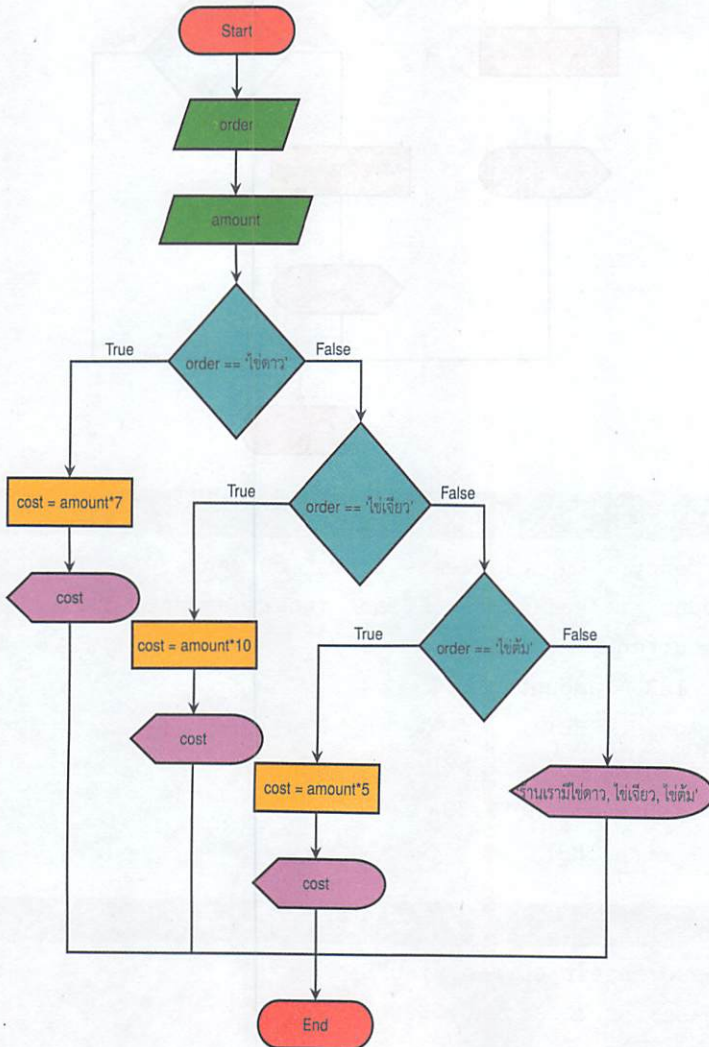 Start
order
amount
True
False
order == 'ไข่ดาว'
cost = amount*7
True
False
order == 'ไข่เจียว'
cost
cost = amount*10
True
False
order == 'ไข่ต้ม'
cost
cost = amount*5
'ร้านเรามีไข่ดาว, ไข่เจียว, ไข่ต้ม'
cost
End